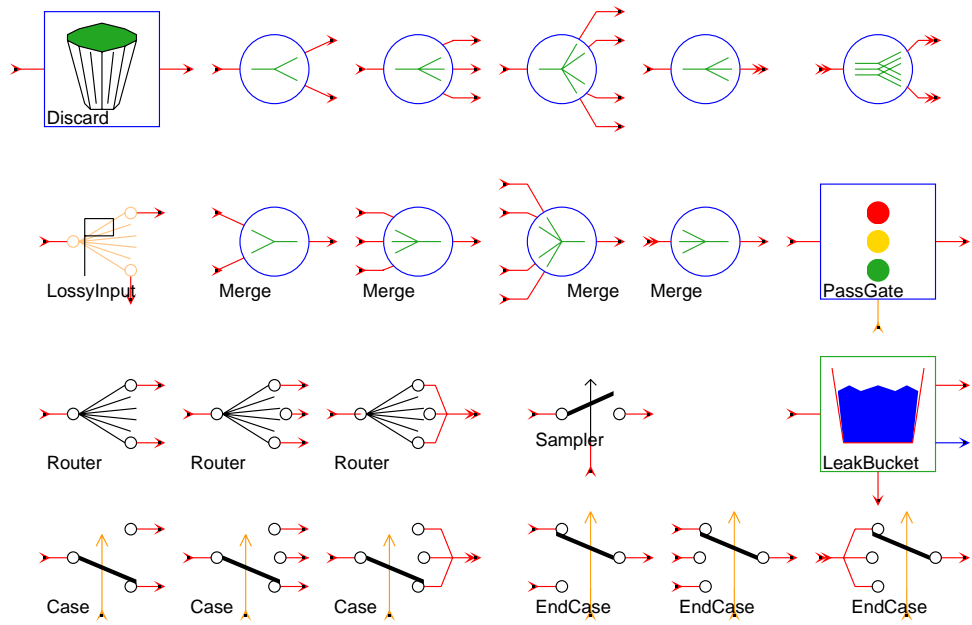 Discard
LossyInput
Merge
Merge
Merge
Merge
PassGate
Router
Router
Router
Sampler
LeakBucket
Case
Case
Case
EndCase
EndCase
EndCase